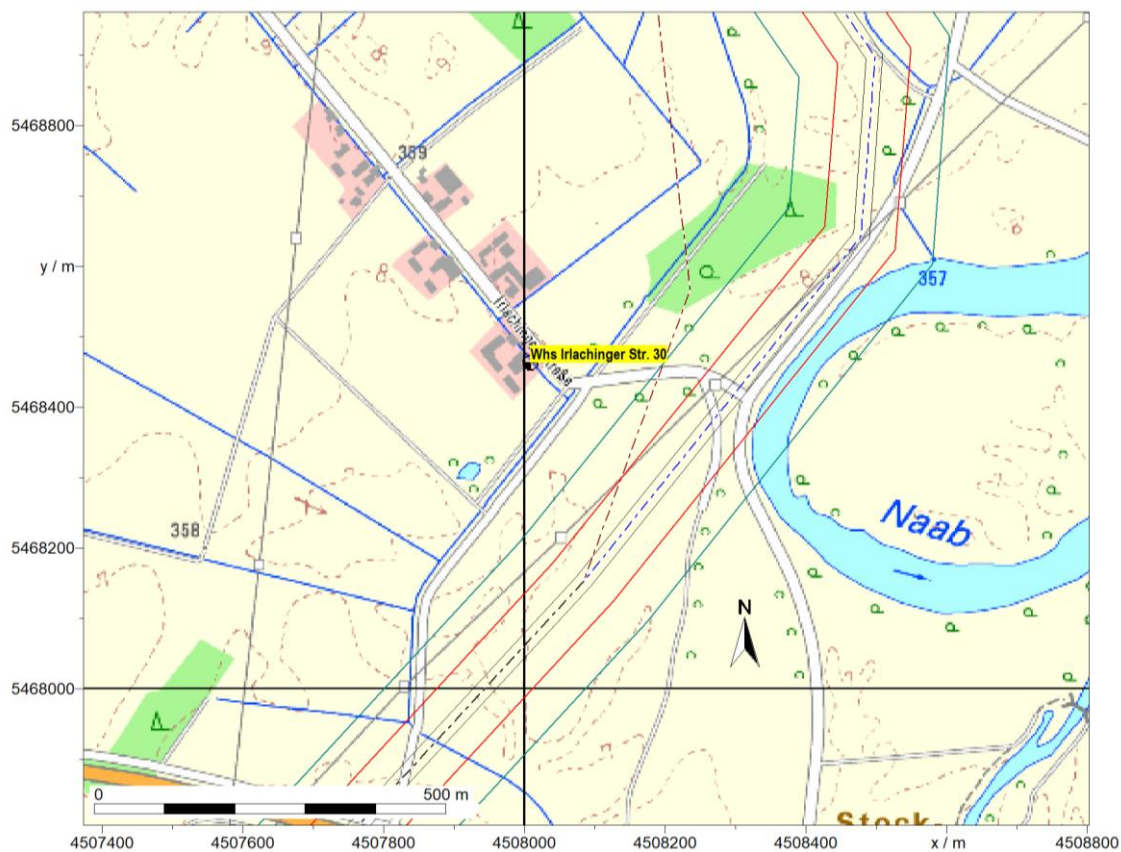 5468800
359
y / m
357
Irlachinger Straße
Whs Irlachinger Str. 30
5468400
358
Naab
5468200
N
5468000
0 500 m
Stock-
4507400 4507600 4507800 4508000 4508200 4508400 x / m 4508800